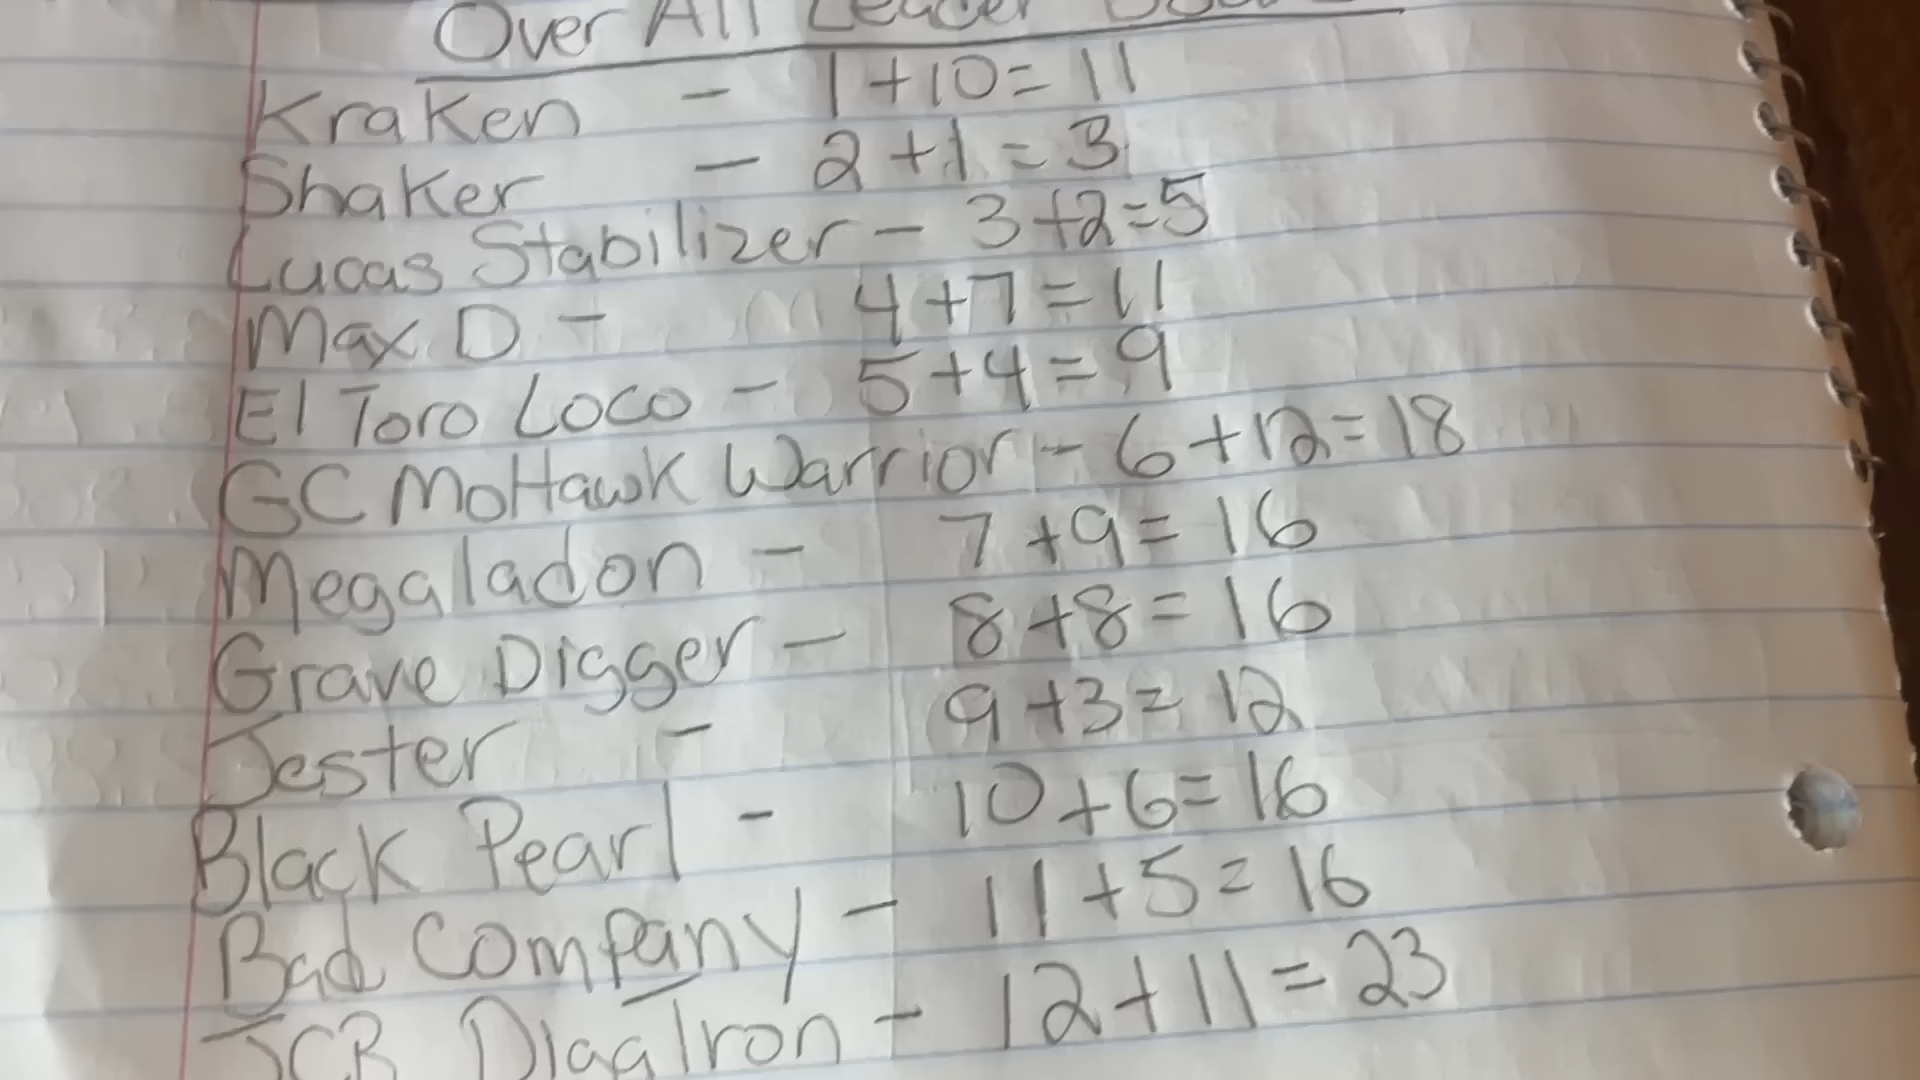 Over All Leader Board
Kraken - 1+10=11
Shaker - 2+1=3
Lucas Stabilizer - 3+2=5
Max D - 4+7=11
El Toro Loco - 5+4=9
GC MoHawk Warrior - 6+12=18
Megaladon - 7+9=16
Grave Digger - 8+8=16
Jester - 9+3=12
Black Pearl - 10+6=16
Bad Company - 11+5=16
JCB DiggaTron - 12+11=23